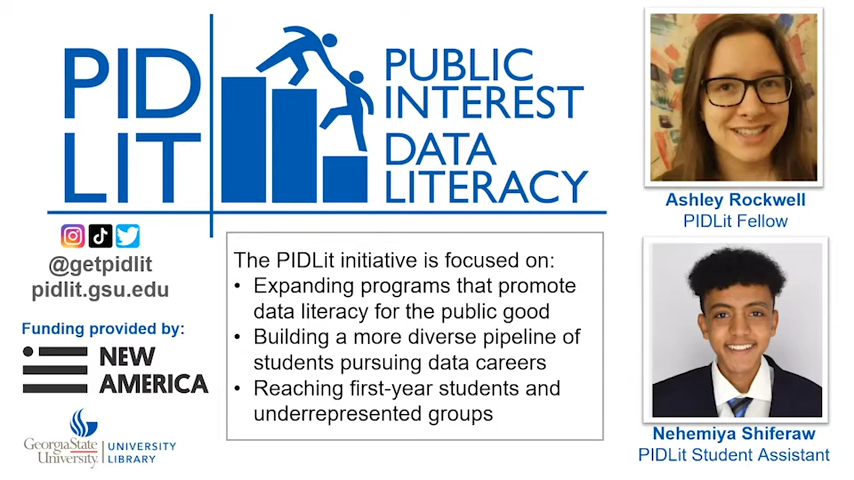 PID
LIT
PUBLIC
INTEREST
DATA
LITERACY
@getpidlit
pidlit.gsu.edu
Funding provided by:
NEW
AMERICA
GeorgiaState
University
UNIVERSITY
LIBRARY
The PIDLit initiative is focused on:
• Expanding programs that promote
data literacy for the public good
• Building a more diverse pipeline of
students pursuing data careers
• Reaching first-year students and
underrepresented groups
Ashley Rockwell
PIDLit Fellow
Nehemiya Shiferaw
PIDLit Student Assistant